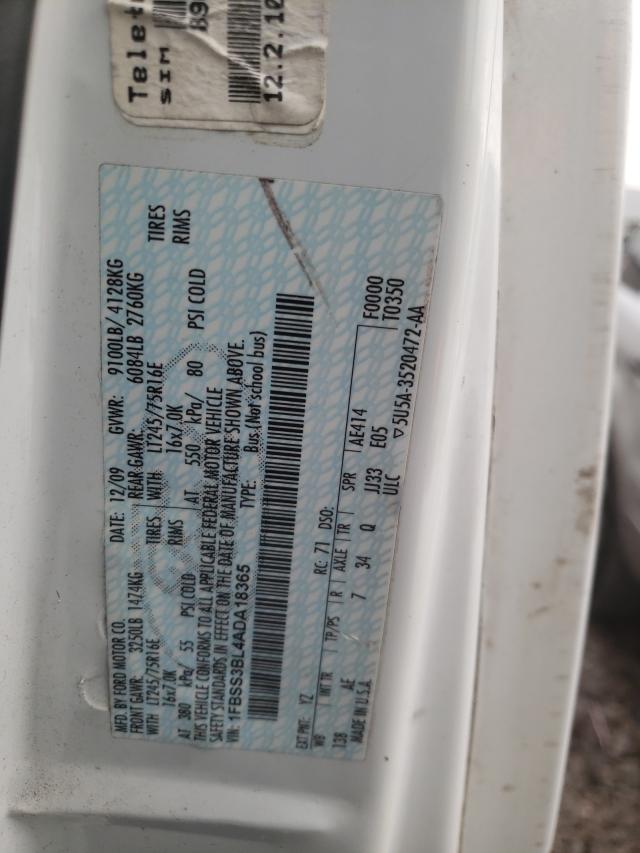 Telet
SIM B9
12.2.10
MFD. BY FORD MOTOR CO. DATE: 12/09 GVWR: 9100LB/ 4128KG
FRONT GAWR: 3250LB 1474KG REAR GAWR: 6084LB 2760KG
WITH LT245/75R16E TIRES WITH LT245/75R16E TIRES
16x7.0K RIMS 16x7.0K RIMS
AT 380 kPa/ 55 PSI COLD AT 550 kPa/ 80 PSI COLD
THIS VEHICLE CONFORMS TO ALL APPLICABLE FEDERAL MOTOR VEHICLE
SAFETY STANDARDS IN EFFECT ON THE DATE OF MANUFACTURE SHOWN ABOVE.
VIN: 1FBSS3BL4ADA18365 TYPE: Bus (Not school bus)
EXT PNT: YZ RC: 71 DSO: F0000
WB INT TR TP/PS R AXLE TR SPR AE414 T0350
138 AE 7 34 Q JJ33 E05
MADE IN U.S.A. ULC ▽5U5A-3520472-AA